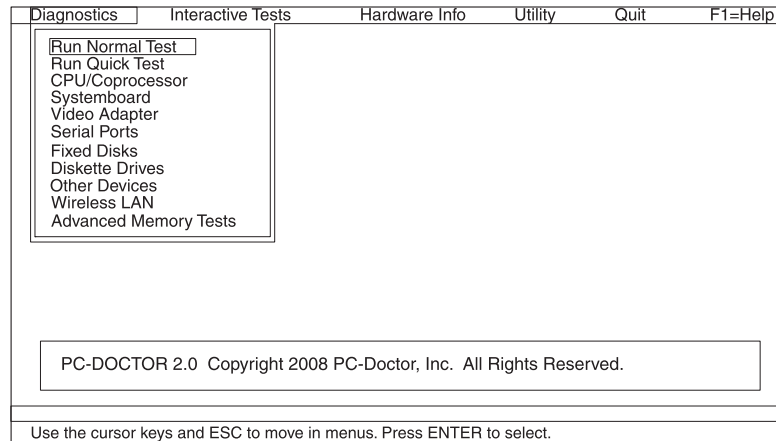 Diagnostics Interactive Tests Hardware Info Utility Quit F1=Help
Run Normal Test
Run Quick Test
CPU/Coprocessor
Systemboard
Video Adapter
Serial Ports
Fixed Disks
Diskette Drives
Other Devices
Wireless LAN
Advanced Memory Tests
PC-DOCTOR 2.0 Copyright 2008 PC-Doctor, Inc. All Rights Reserved.
Use the cursor keys and ESC to move in menus. Press ENTER to select.